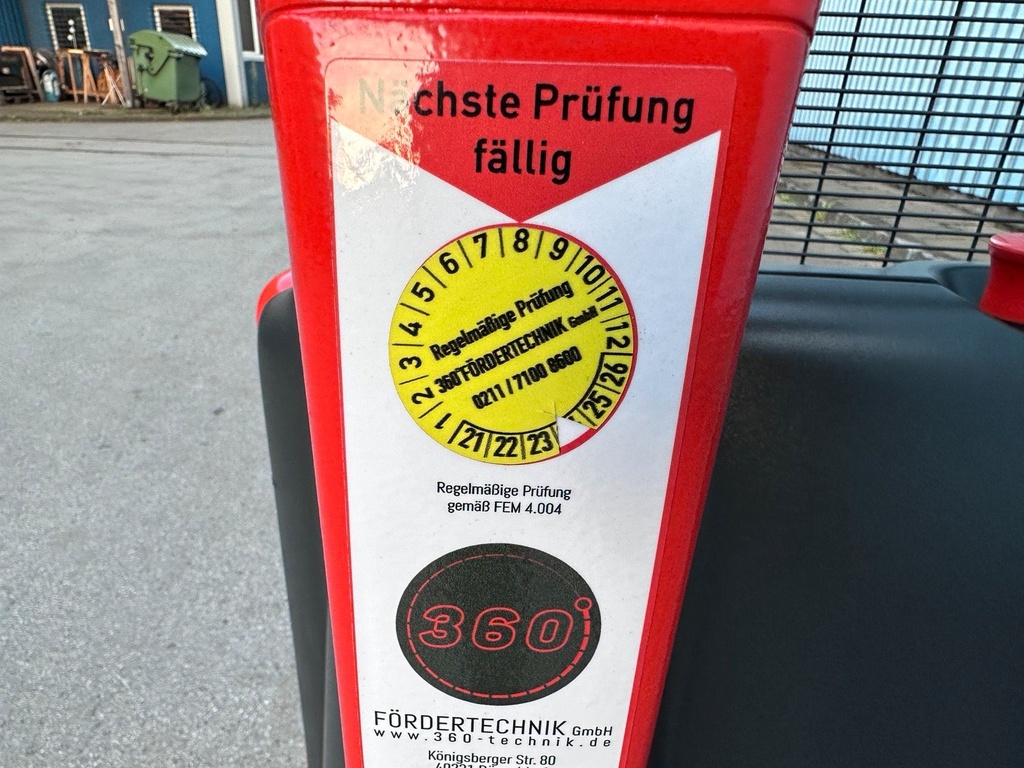 Nächste Prüfung
fällig
1 2 3 4 5 6 7 8 9 10 11 12
Regelmäßige Prüfung
360° FÖRDERTECHNIK GmbH
0211 / 7100 8600
21 22 23 25 26
Regelmäßige Prüfung
gemäß FEM 4.004
360°
FÖRDERTECHNIK GmbH
www.360-technik.de
Königsberger Str. 80